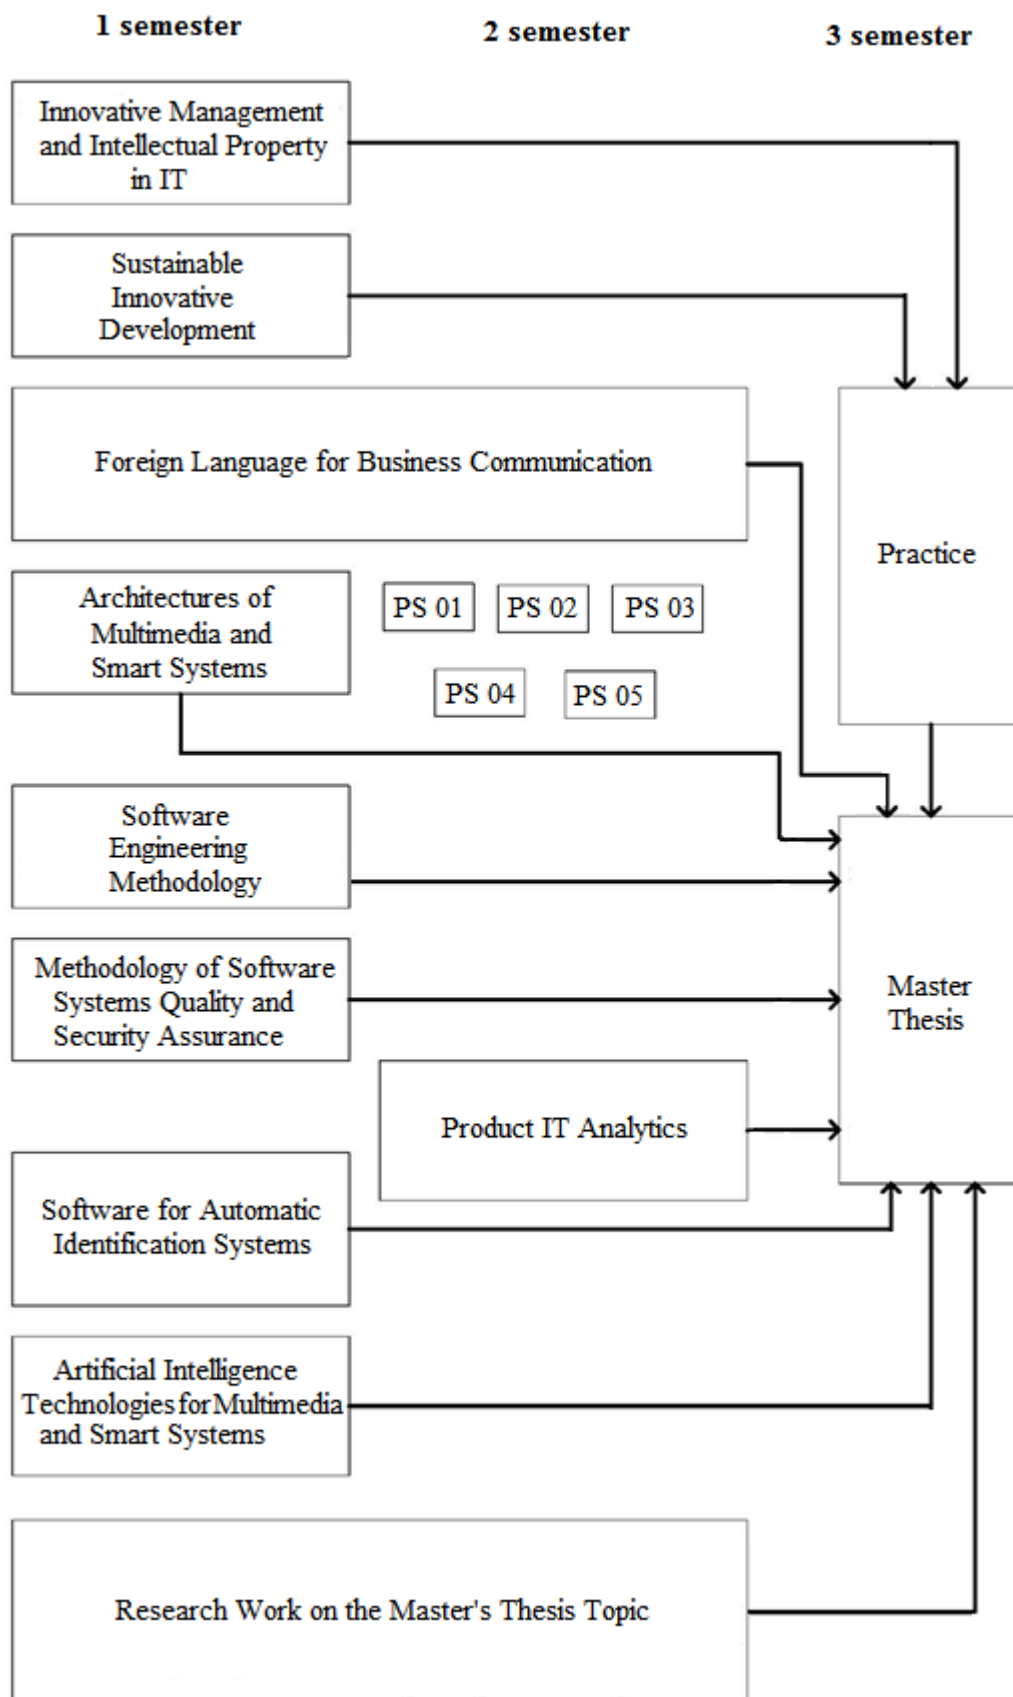 1 semester
2 semester
3 semester
Innovative Management
and Intellectual Property
in IT
Sustainable
Innovative
Development
Foreign Language for Business Communication
Practice
Architectures of
Multimedia and
Smart Systems
PS 01
PS 02
PS 03
PS 04
PS 05
Software
Engineering
Methodology
Methodology of Software
Systems Quality and
Security Assurance
Master
Thesis
Product IT Analytics
Software for Automatic
Identification Systems
Artificial Intelligence
Technologies for Multimedia
and Smart Systems
Research Work on the Master's Thesis Topic